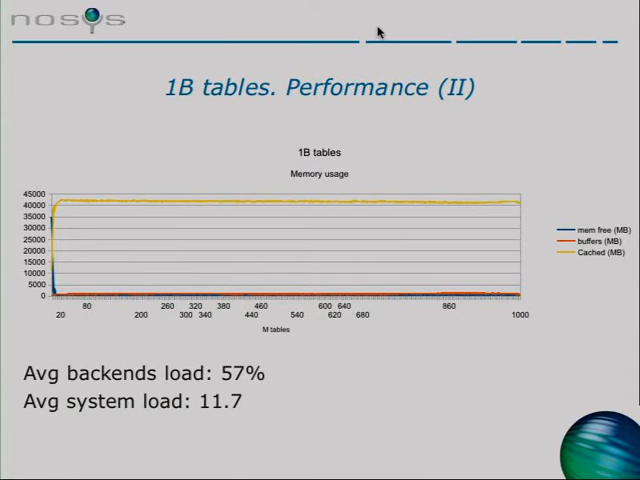 nosys
1B tables. Performance (II)
1B tables
Memory usage
45000
40000
35000
30000
25000
20000
15000
10000
5000
0
mem free (MB)
buffers (MB)
Cached (MB)
80 260 320 380 460 600 640 860
20 200 300 340 440 540 620 680 1000
M tables
Avg backends load: 57%
Avg system load: 11.7